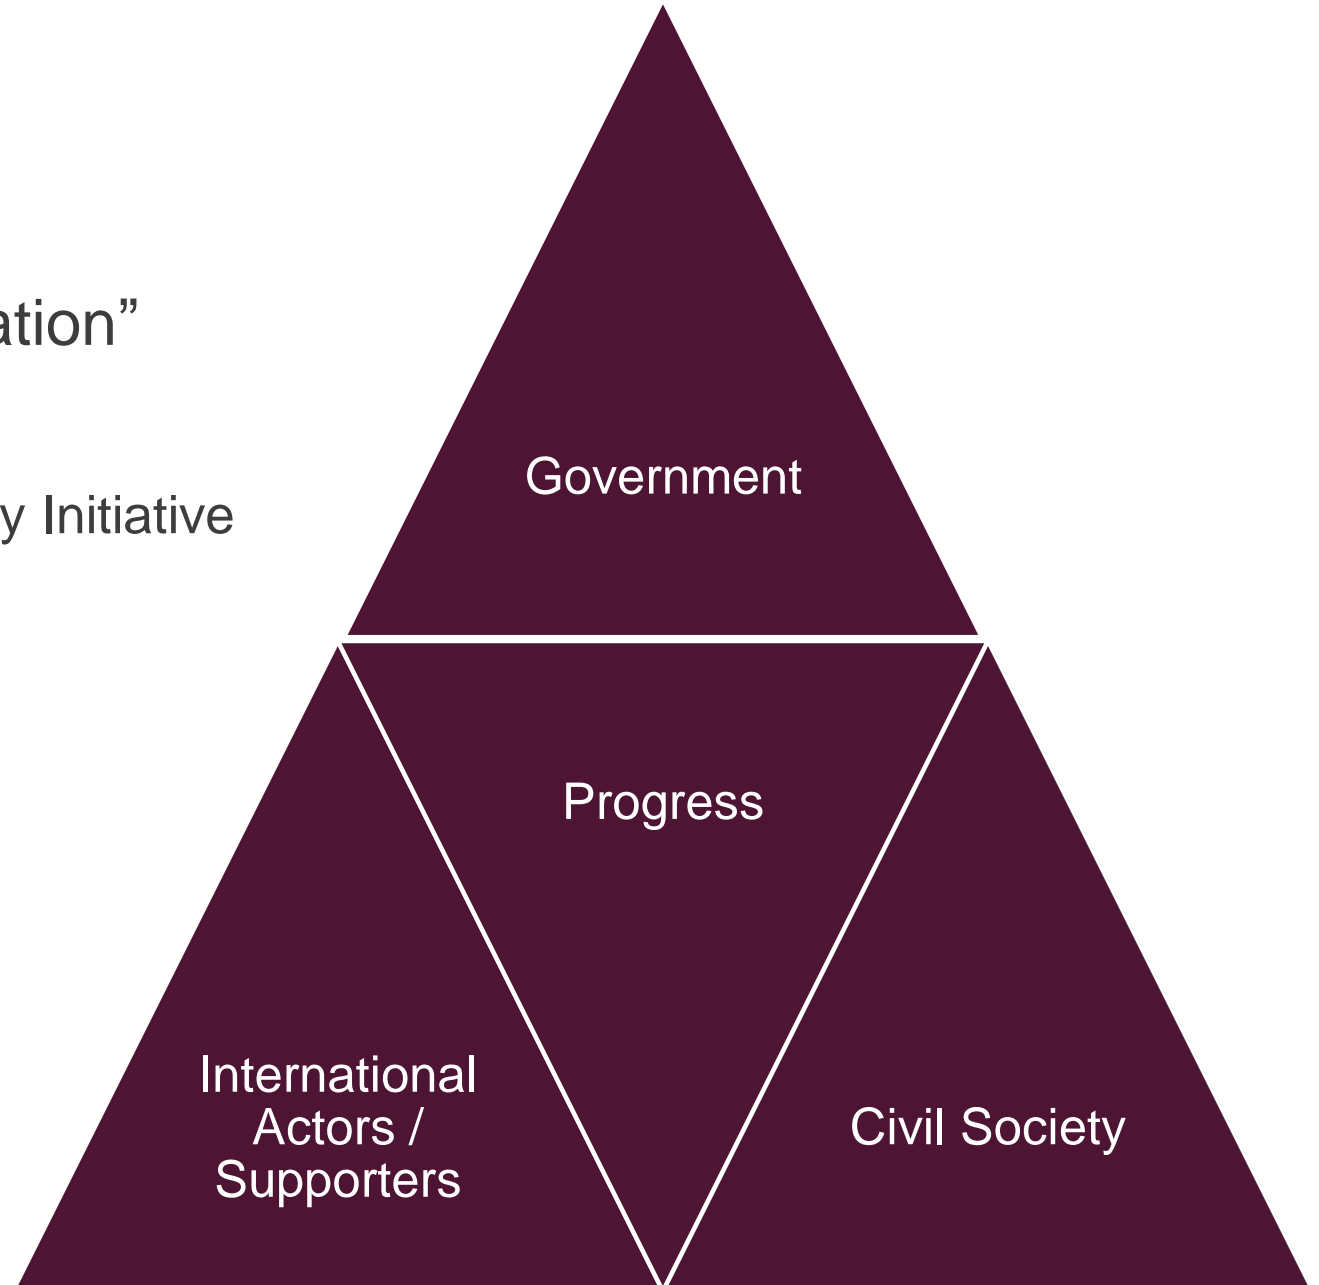 ation”
y Initiative
Government
Progress
International
Actors /
Supporters
Civil Society